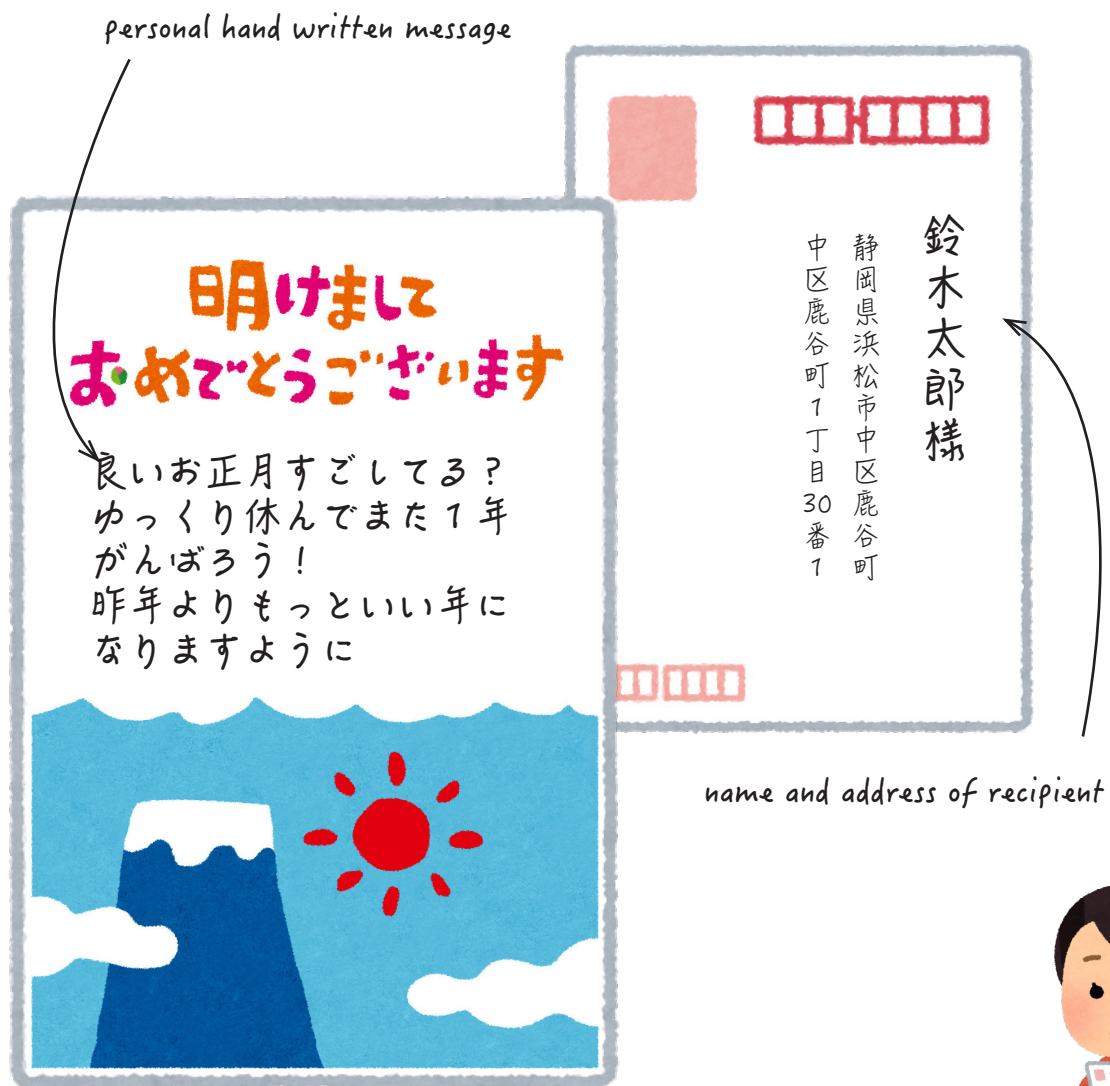 personal hand written message
明けまして
おめでとうございます
良いお正月すごしてる?
ゆっくり休んでまた1年
がんばろう!
昨年よりもっといい年に
なりますように
鈴木太郎様
静岡県浜松市中区鹿谷町
中区鹿谷町1丁目30番1
name and address of recipient